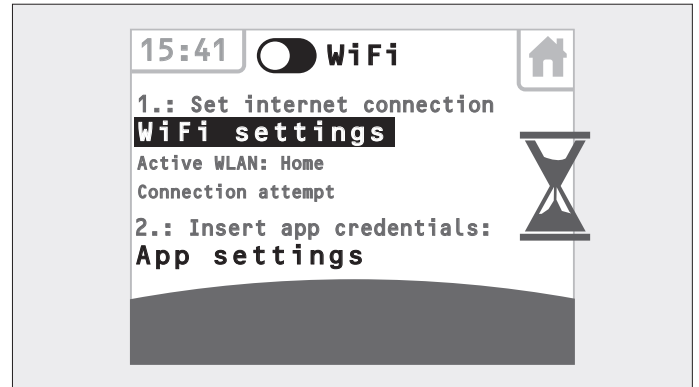 15:41 WiFi
1.: Set internet connection
WiFi settings
Active WLAN: Home
Connection attempt
2.: Insert app credentials:
App settings